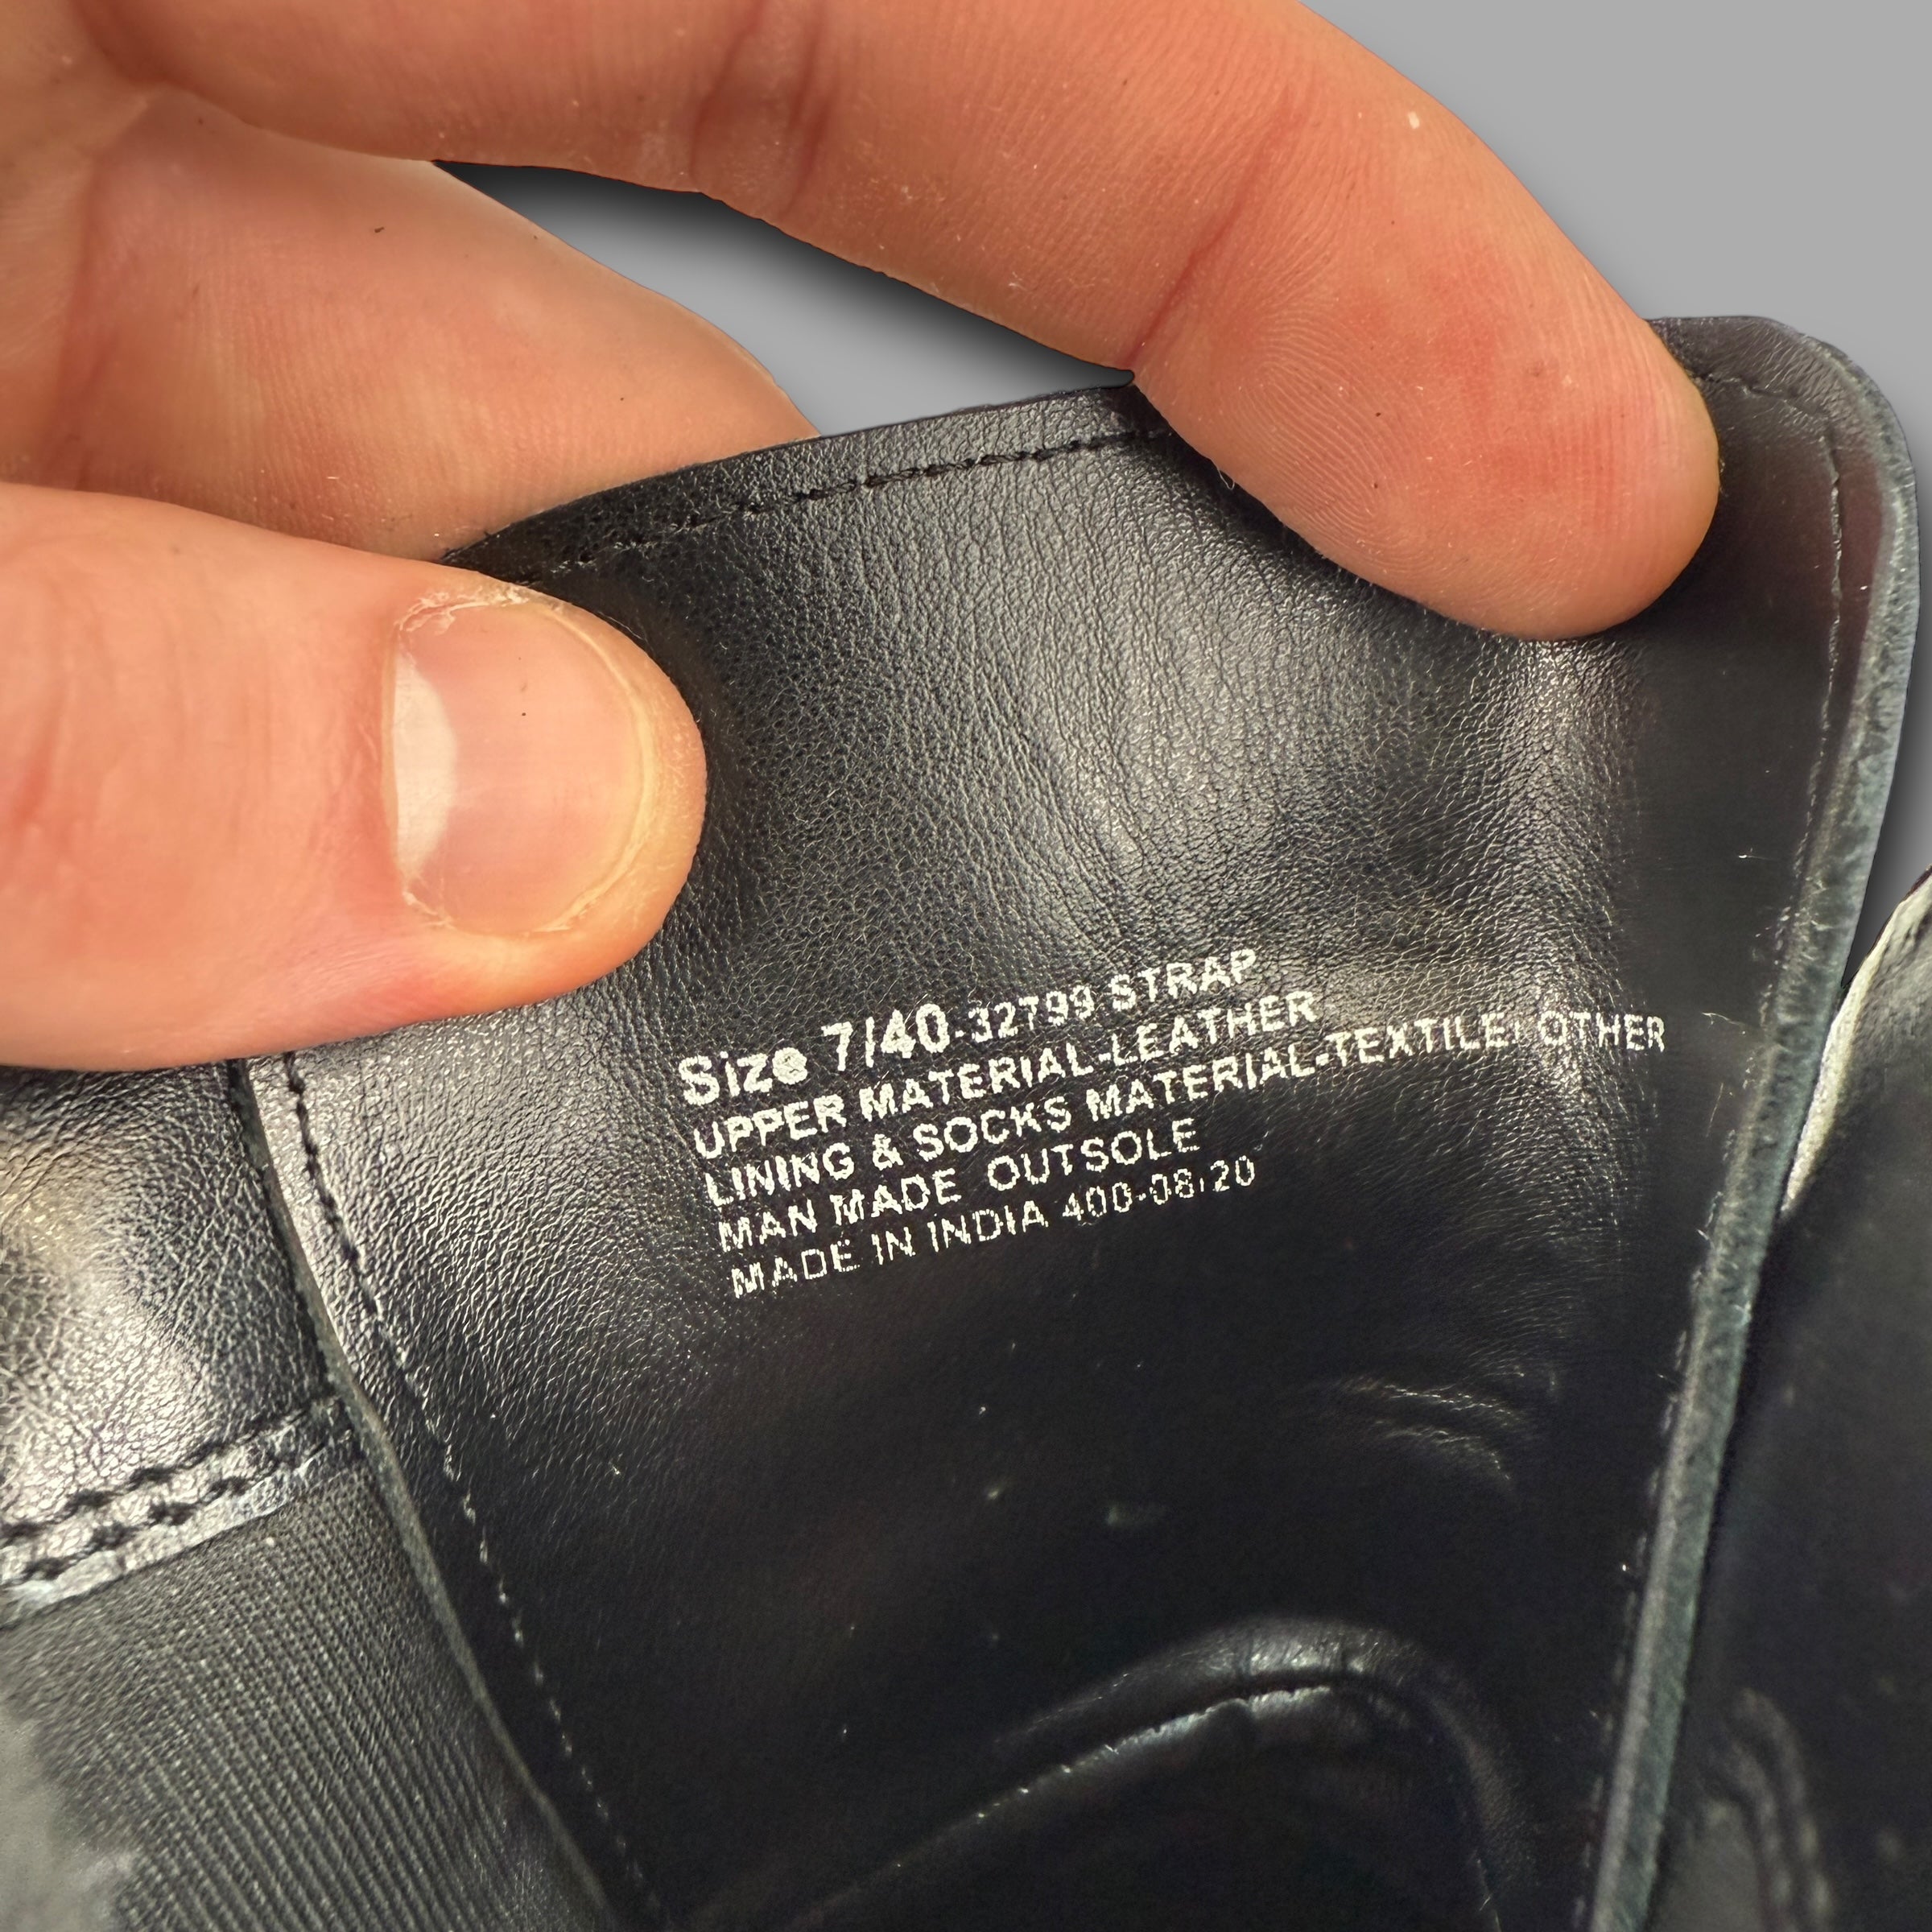 Size 7/40-32799 STRAP
UPPER MATERIAL-LEATHER
LINING & SOCKS MATERIAL-TEXTILE/ OTHER
MAN MADE OUTSOLE
MADE IN INDIA 400-08/20